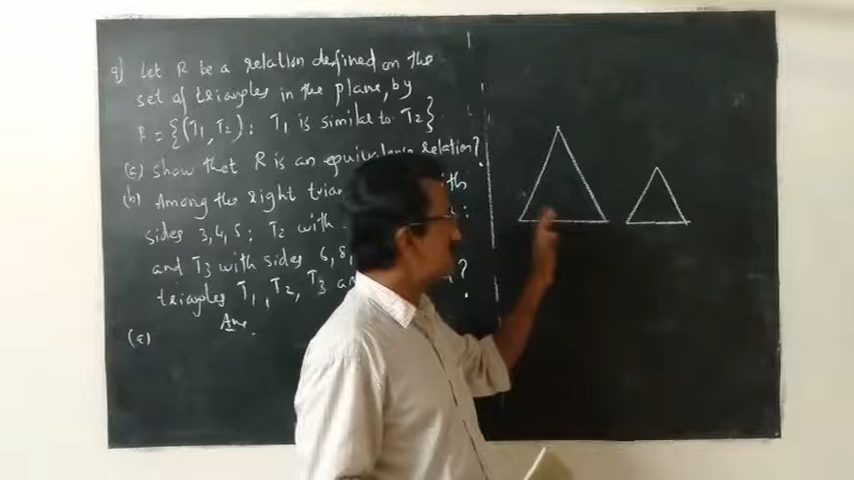 q) Let R be a relation defined on the
set of triangles in the plane, by
R = {(T₁, T₂) : T₁ is similar to T₂}
(a) show that R is an equivalence relation?
(b) Among the right
sides 3,4,5 ; T₂ with
and T₃ with sides 6, 8,
triangles T₁, T₂, T₃ ?
Ans.
(a)